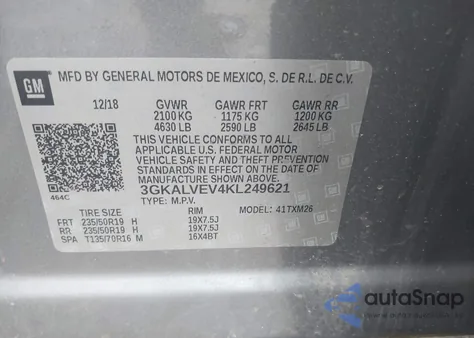 GM
MFD BY GENERAL MOTORS DE MEXICO, S. DE R.L. DE C.V.
12/18 GVWR GAWR FRT GAWR RR
2100 KG 1175 KG 1200 KG
4630 LB 2590 LB 2645 LB
THIS VEHICLE CONFORMS TO ALL
APPLICABLE U.S. FEDERAL MOTOR
VEHICLE SAFETY AND THEFT PREVENTION
STANDARDS IN EFFECT ON THE DATE OF
MANUFACTURE SHOWN ABOVE.
464C
3GKALVEV4KL249621
TYPE: M.P.V.
TIRE SIZE RIM MODEL: 41TXM26
FRT 235/50R19 H 19X7.5J
RR 235/50R19 H 19X7.5J
SPA T135/70R16 M 16X4BT
autoSnap
POWERED BY